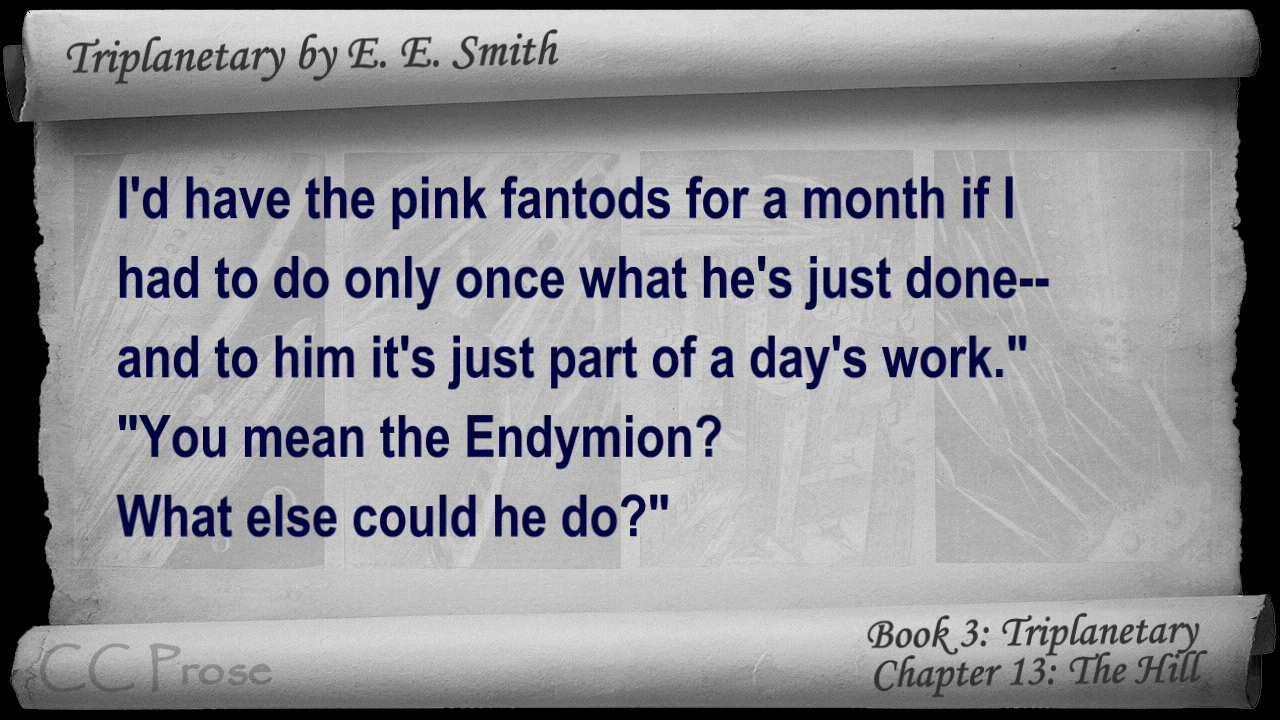 Triplanetary by E. E. Smith
I'd have the pink fantods for a month if I
had to do only once what he's just done--
and to him it's just part of a day's work."
"You mean the Endymion?
What else could he do?"
Book 3: Triplanetary
Chapter 13: The Hill
CC Prose